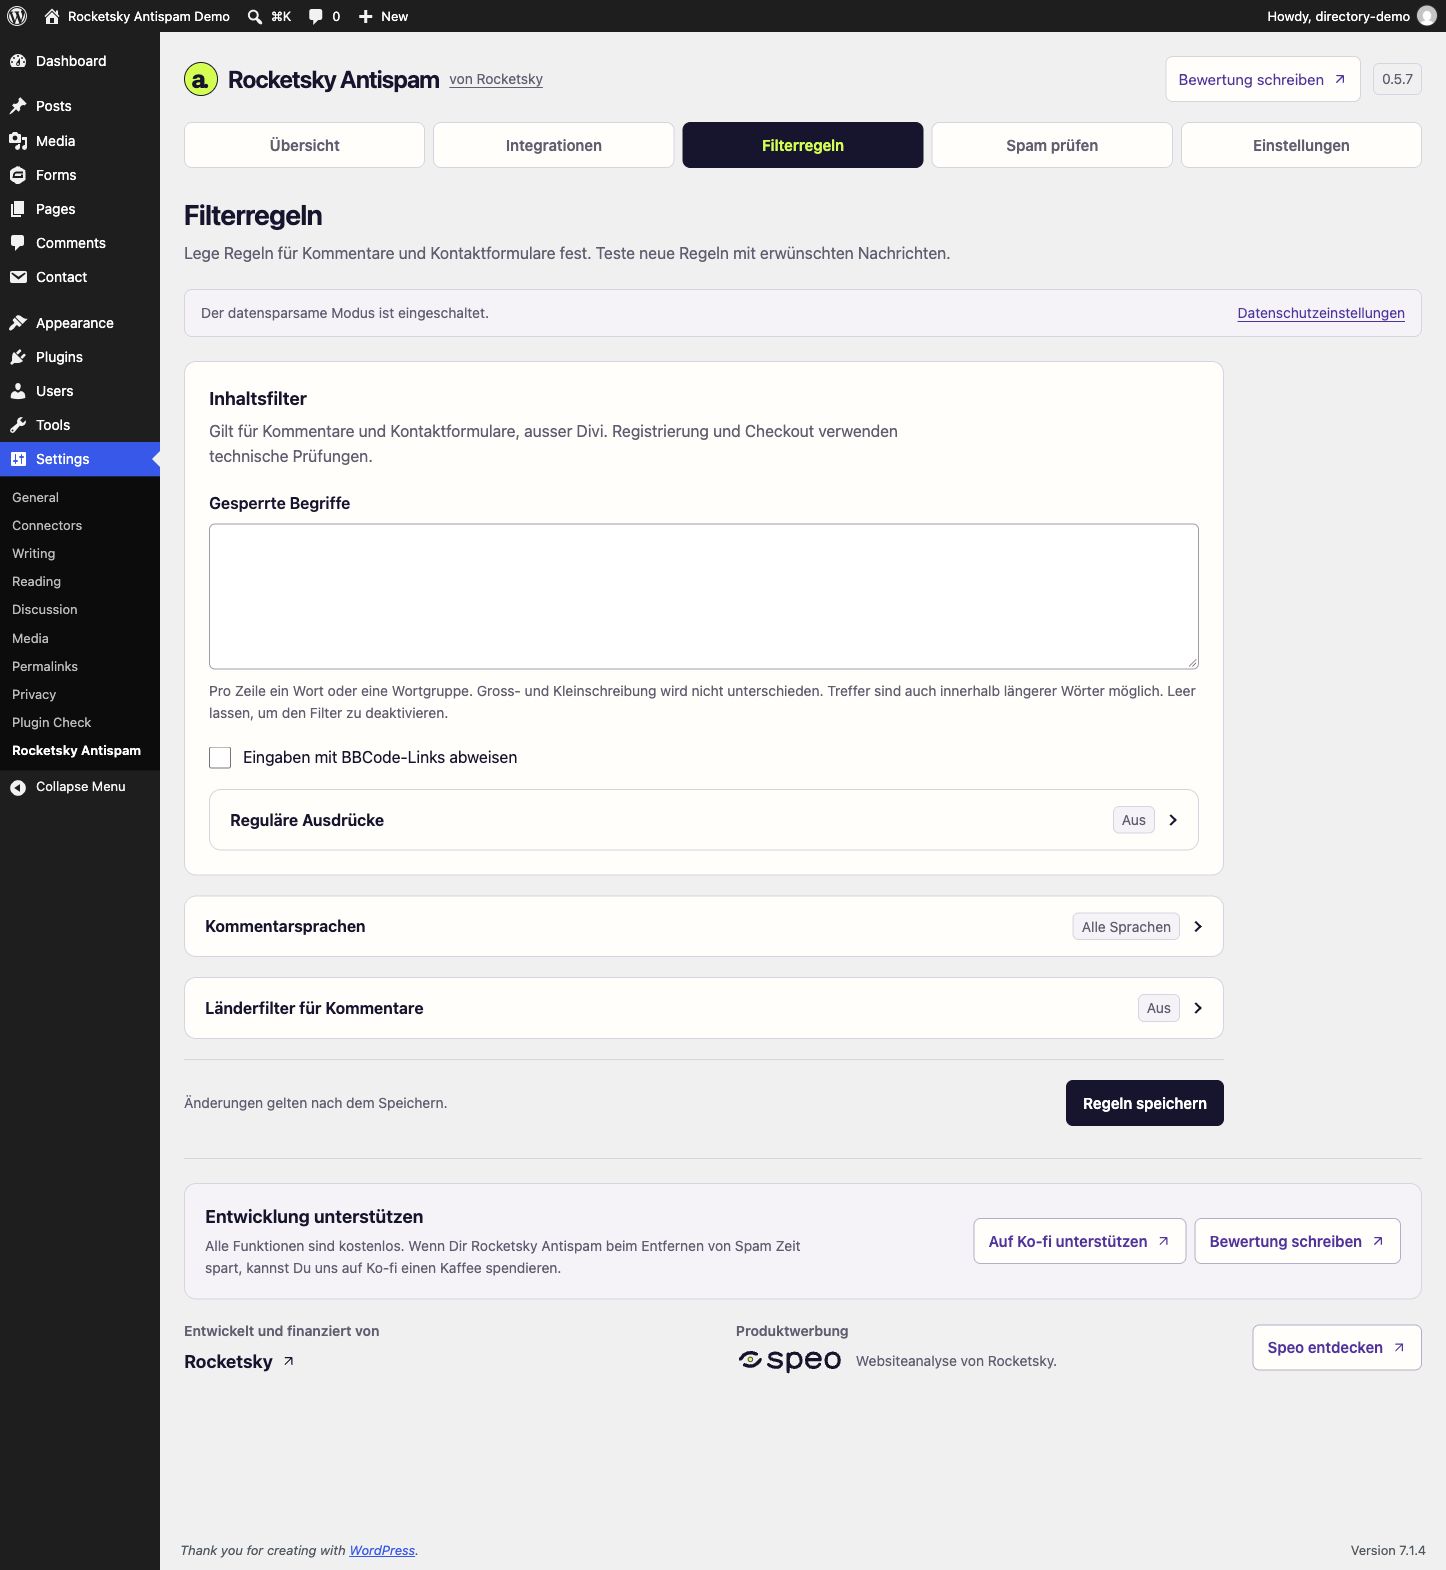 Rocketsky Antispam Demo ⌘K 0 New Howdy, directory-demo
Dashboard
Posts
Media
Forms
Pages
Comments
Contact
Appearance
Plugins
Users
Tools
Settings
General
Connectors
Writing
Reading
Discussion
Media
Permalinks
Privacy
Plugin Check
Rocketsky Antispam
Collapse Menu
a. Rocketsky Antispam von Rocketsky Bewertung schreiben 0.5.7
Übersicht Integrationen Filterregeln Spam prüfen Einstellungen
Filterregeln
Lege Regeln für Kommentare und Kontaktformulare fest. Teste neue Regeln mit erwünschten Nachrichten.
Der datensparsame Modus ist eingeschaltet. Datenschutzeinstellungen
Inhaltsfilter
Gilt für Kommentare und Kontaktformulare, ausser Divi. Registrierung und Checkout verwenden
technische Prüfungen.
Gesperrte Begriffe
Pro Zeile ein Wort oder eine Wortgruppe. Gross- und Kleinschreibung wird nicht unterschieden. Treffer sind auch innerhalb längerer Wörter möglich. Leer
lassen, um den Filter zu deaktivieren.
Eingaben mit BBCode-Links abweisen
Reguläre Ausdrücke Aus
Kommentarsprachen Alle Sprachen
Länderfilter für Kommentare Aus
Änderungen gelten nach dem Speichern. Regeln speichern
Entwicklung unterstützen
Alle Funktionen sind kostenlos. Wenn Dir Rocketsky Antispam beim Entfernen von Spam Zeit
spart, kannst Du uns auf Ko-fi einen Kaffee spendieren.
Auf Ko-fi unterstützen Bewertung schreiben
Entwickelt und finanziert von
Rocketsky
Produktwerbung
speo Websiteanalyse von Rocketsky.
Speo entdecken
Thank you for creating with WordPress. Version 7.1.4